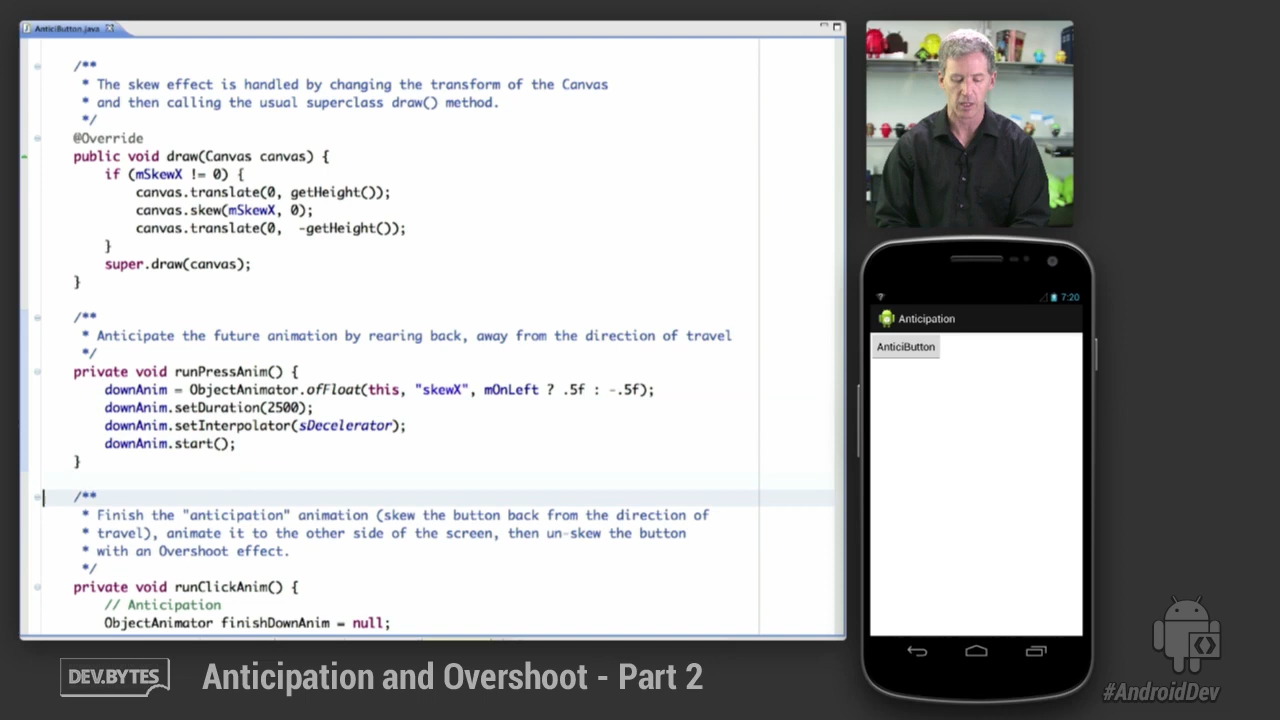 AnticiButton.java
/**
* The skew effect is handled by changing the transform of the Canvas
* and then calling the usual superclass draw() method.
*/
@Override
public void draw(Canvas canvas) {
if (mSkewX != 0) {
canvas.translate(0, getHeight());
canvas.skew(mSkewX, 0);
canvas.translate(0,  -getHeight());
}
super.draw(canvas);
}
/**
* Anticipate the future animation by rearing back, away from the direction of travel
*/
private void runPressAnim() {
downAnim = ObjectAnimator.ofFloat(this, "skewX", mOnLeft ? .5f : -.5f);
downAnim.setDuration(2500);
downAnim.setInterpolator(sDecelerator);
downAnim.start();
}
/**
* Finish the "anticipation" animation (skew the button back from the direction of
* travel), animate it to the other side of the screen, then un-skew the button
* with an Overshoot effect.
*/
private void runClickAnim() {
// Anticipation
ObjectAnimator finishDownAnim = null;
7:20
Anticipation
AnticiButton
DEV.BYTES
Anticipation and Overshoot - Part 2
#AndroidDev